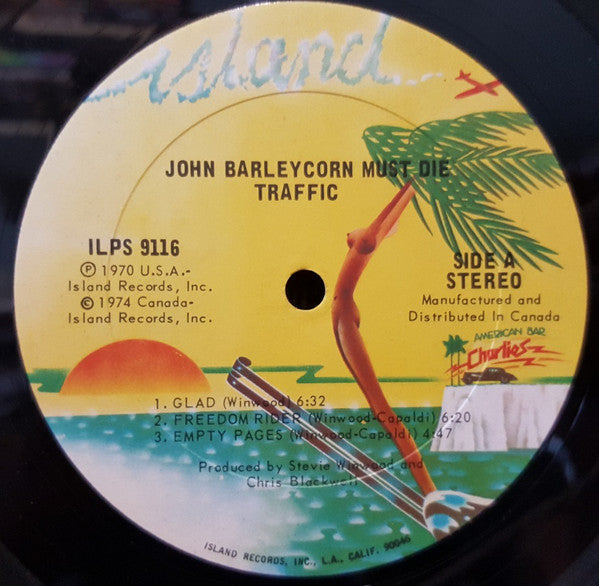 island
JOHN BARLEYCORN MUST DIE
TRAFFIC
ILPS 9116
Ⓟ 1970 U.S.A.-
Island Records, Inc.
© 1974 Canada-
Island Records, Inc.
SIDE A
STEREO
Manufactured and
Distributed In Canada
AMERICAN BAR
Charlies
1. GLAD (Winwood) 6:32
2. FREEDOM RIDER (Winwood-Capaldi) 6:20
3. EMPTY PAGES (Winwood-Capaldi) 4:47
Produced by Stevie Winwood and
Chris Blackwell
ISLAND RECORDS, INC., L.A., CALIF. 90046